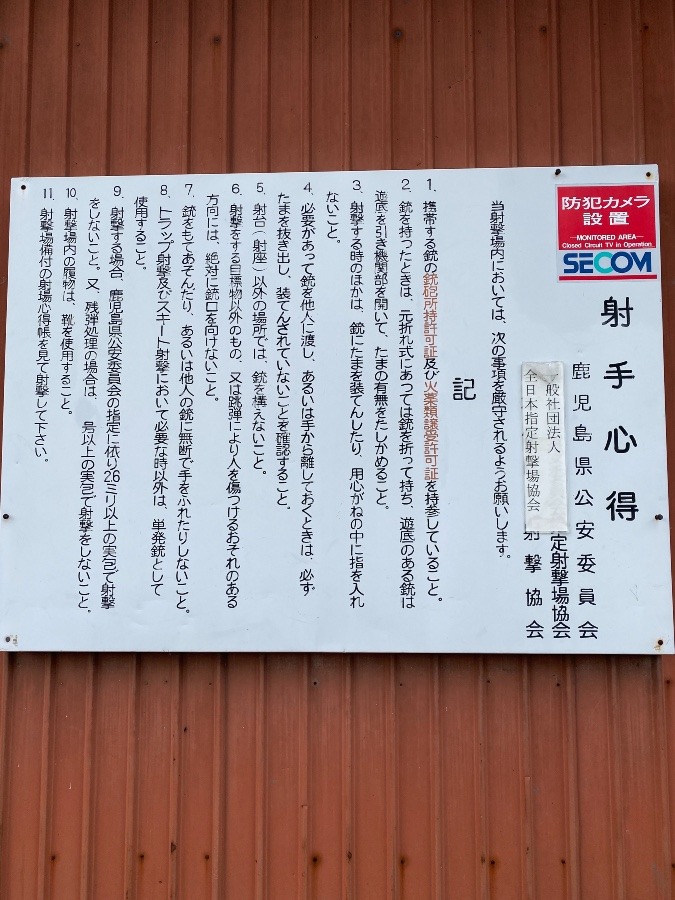 防犯カメラ
設置
MONITORED AREA
Closed Circuit TV in Operation
SECOM
射手心得
鹿児島県公安委員会
一般社団法人
全日本指定射撃場協会
定射撃場協会
射撃協会
当射撃場内においては、次の事項を厳守されるようお願いします。
記
1. 携帯する銃の銃砲所持許可証及び火薬類譲受許可証を持参していること。
2. 銃を持ったときは、元折れ式にあっては銃を折って持ち、遊底のある銃は
遊底を引き機関部を開いて、たまの有無をたしかめること。
3. 射撃する時のほかは、銃にたまを装てんしたり、用心がねの中に指を入れ
ないこと。
4. 必要があって銃を他人に渡し、あるいは手から離しておくときは、必ず
たまを抜き出し、装てんされていないことを確認すること。
5. 射台(射座)以外の場所では、銃を構えないこと。
6. 射撃をする目標物以外のもの、又は跳弾により人を傷つけるおそれのある
方向には、絶対に銃口を向けないこと。
7. 銃をもてあそんだり、あるいは他人の銃に無断で手をふれたりしないこと。
8. トラップ射撃及びスキート射撃において必要な時以外は、単発銃として
使用すること。
9. 射撃する場合、鹿児島県公安委員会の指定に依り2.6ミリ以上の実包で射撃
をしないこと。又、残弾処理の場合は、 号以上の実包で射撃をしないこと。
10. 射撃場内の履物は、靴を使用すること。
11. 射撃場備付の射場心得帳を見て射撃して下さい。